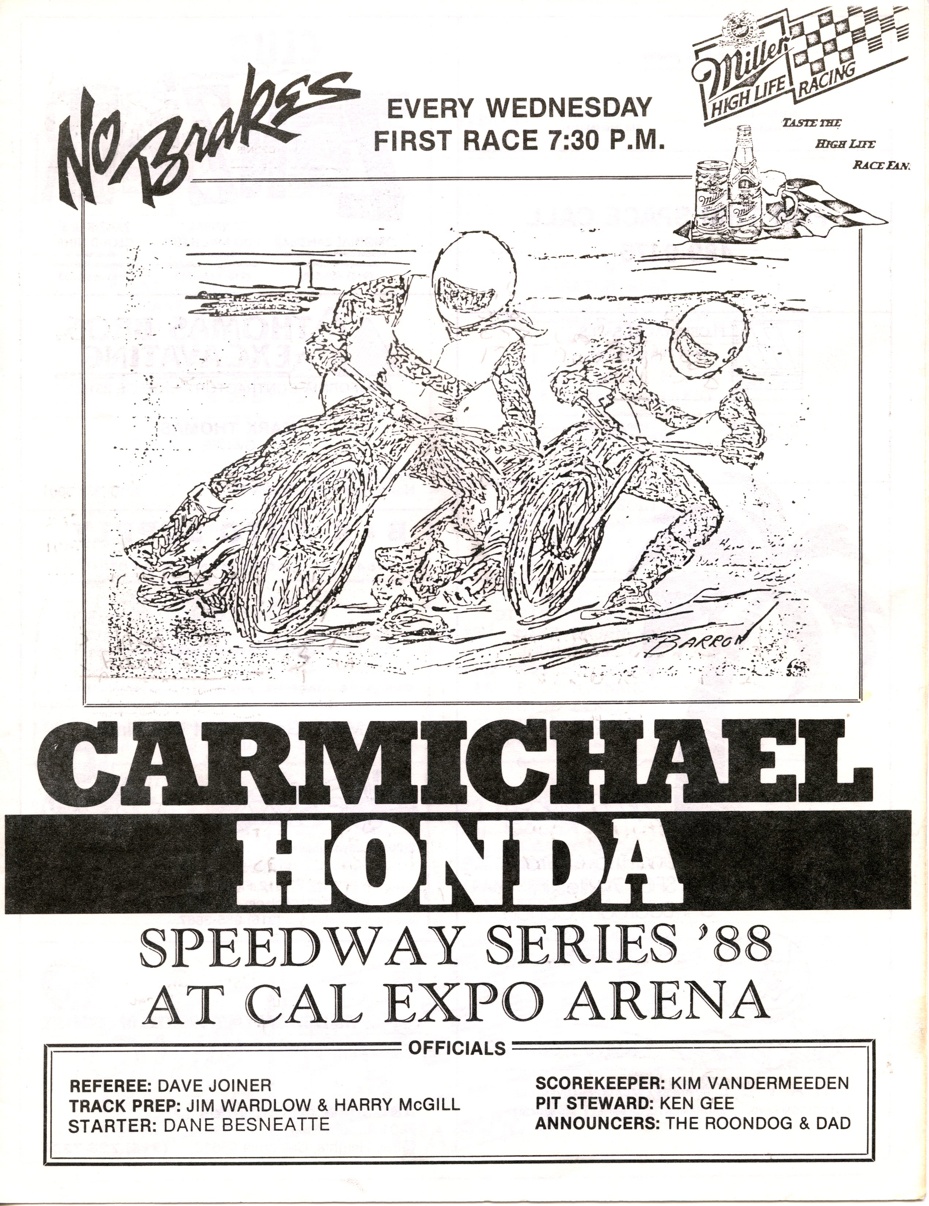 No Brakes
EVERY WEDNESDAY
FIRST RACE 7:30 P.M.
Miller
HIGH LIFE RACING
TASTE THE
HIGH LIFE
RACE FAN.
Miller
Miller
BARRON
CARMICHAEL
HONDA
SPEEDWAY SERIES '88
AT CAL EXPO ARENA
OFFICIALS
REFEREE: DAVE JOINER
TRACK PREP: JIM WARDLOW & HARRY McGILL
STARTER: DANE BESNEATTE
SCOREKEEPER: KIM VANDERMEEDEN
PIT STEWARD: KEN GEE
ANNOUNCERS: THE ROONDOG & DAD